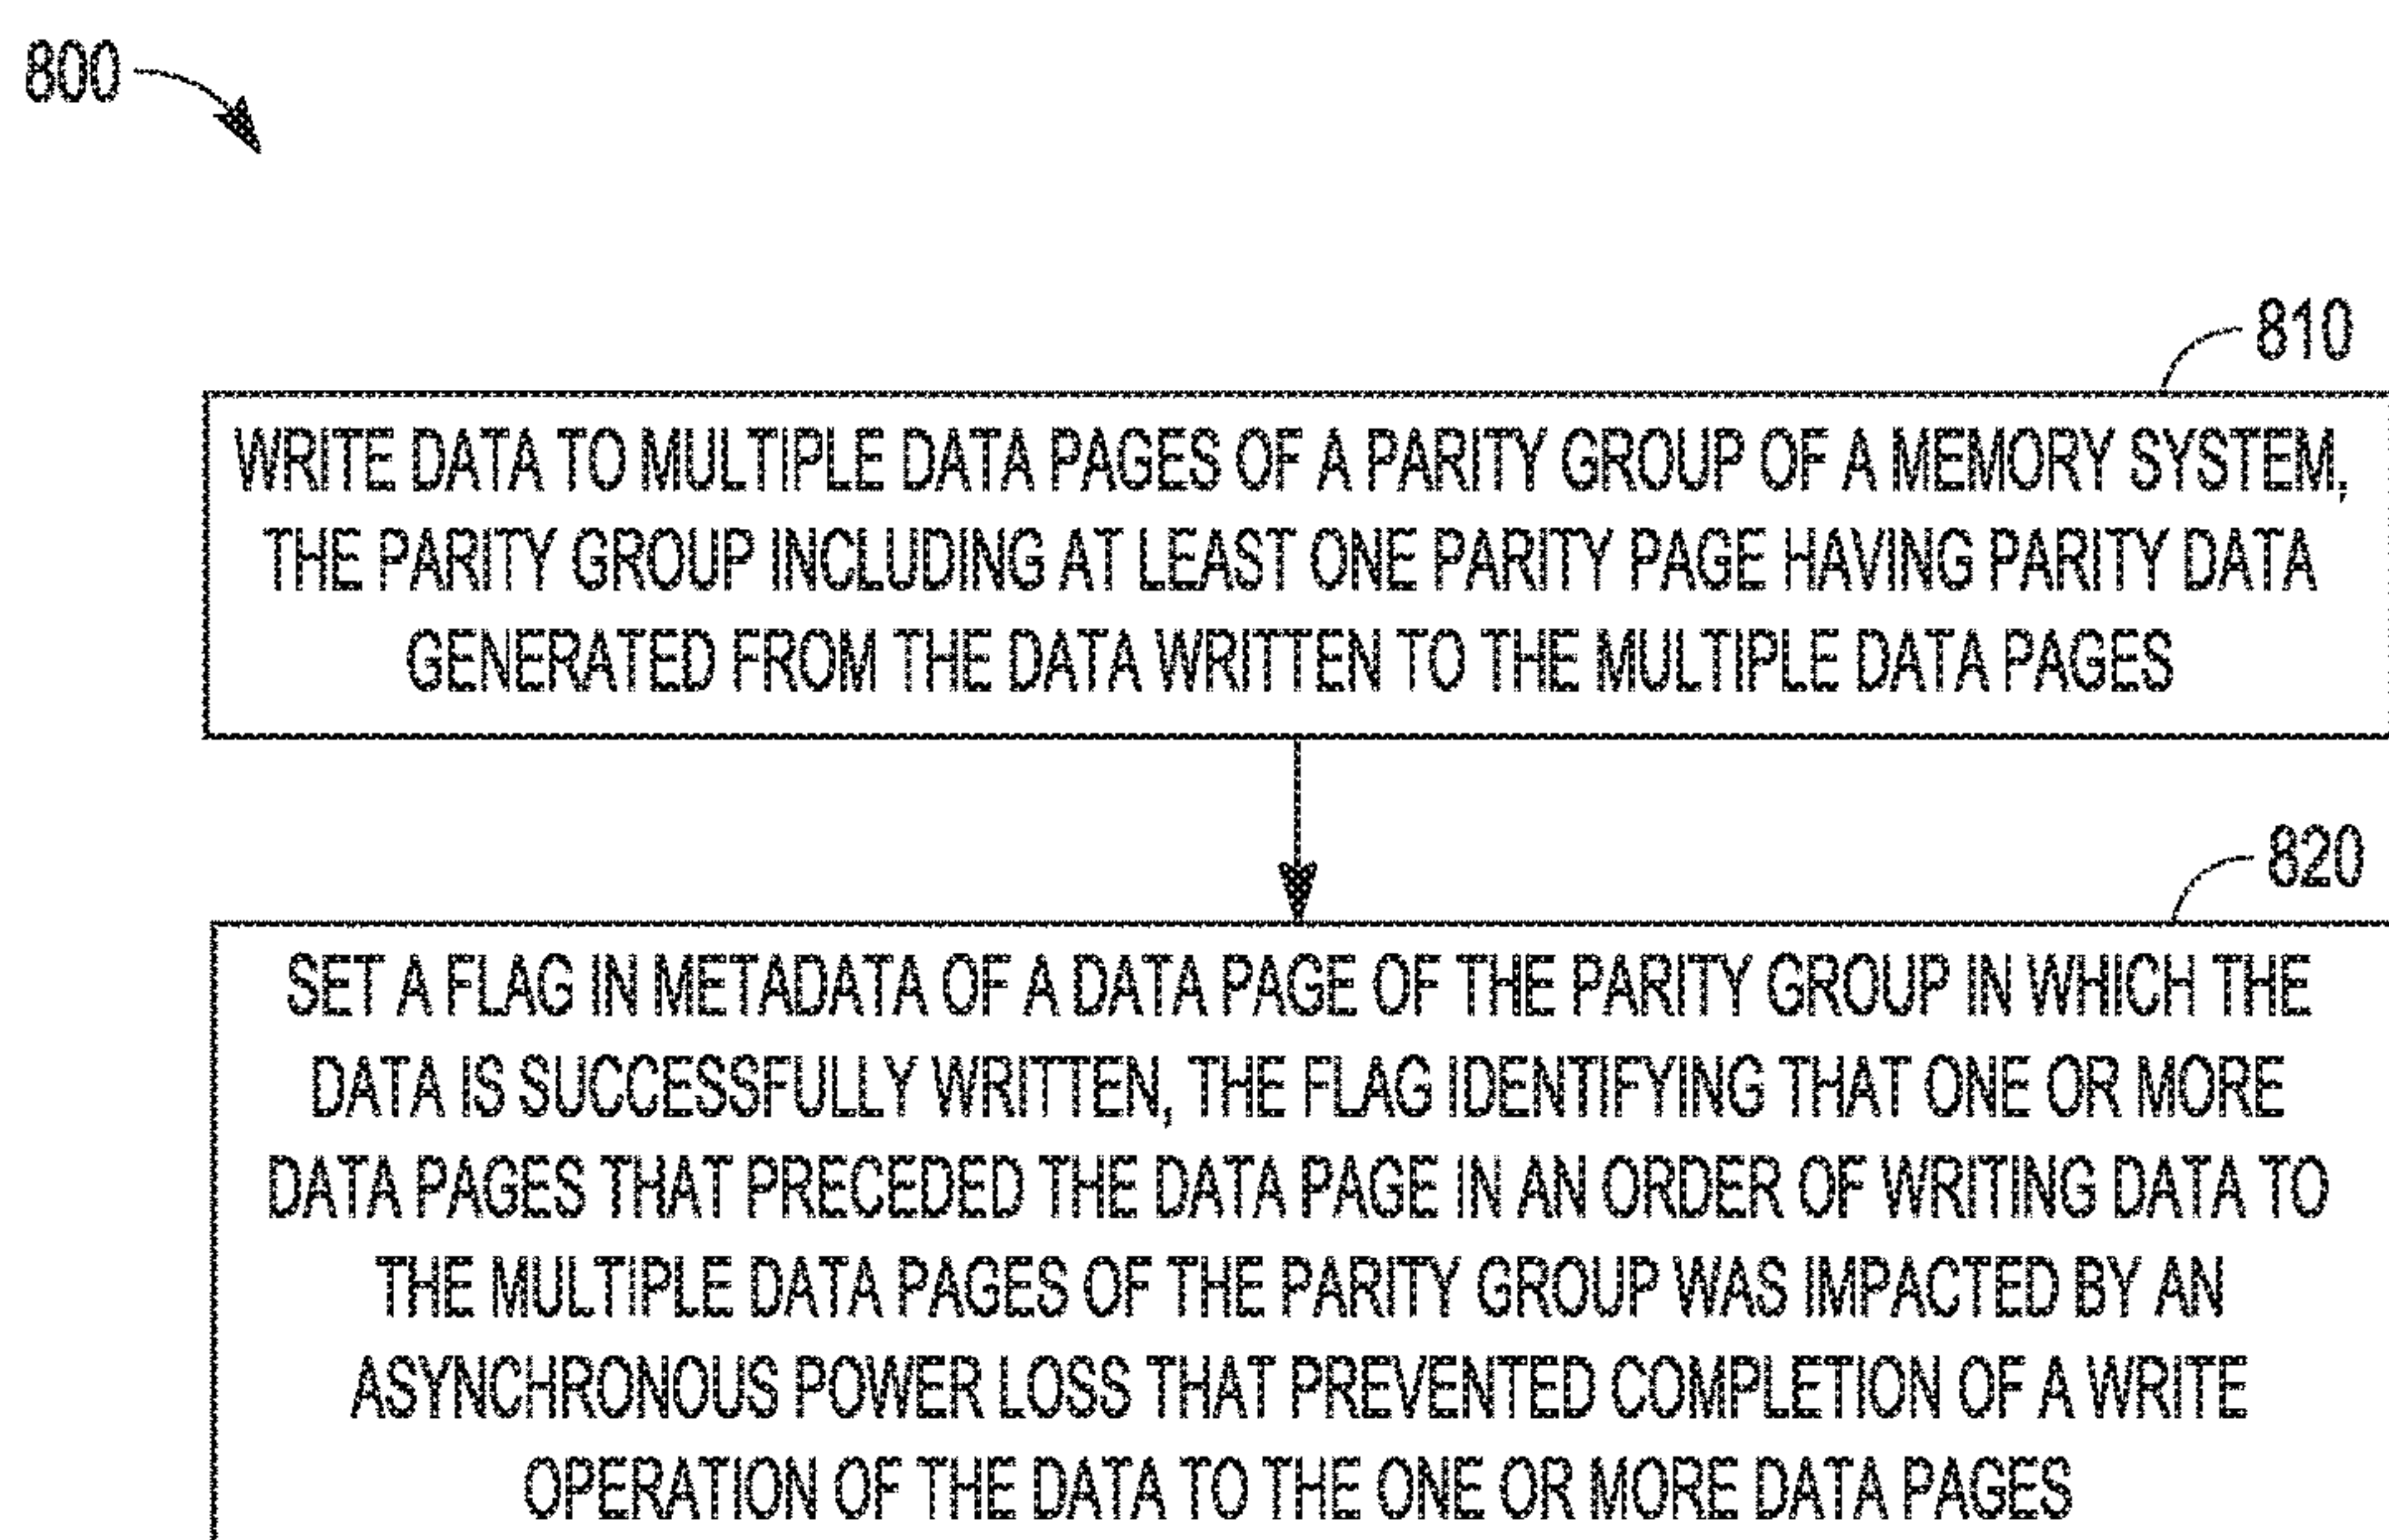 800
810
WRITE DATA TO MULTIPLE DATA PAGES OF A PARITY GROUP OF A MEMORY SYSTEM,
THE PARITY GROUP INCLUDING AT LEAST ONE PARITY PAGE HAVING PARITY DATA
GENERATED FROM THE DATA WRITTEN TO THE MULTIPLE DATA PAGES
820
SET A FLAG IN METADATA OF A DATA PAGE OF THE PARITY GROUP IN WHICH THE
DATA IS SUCCESSFULLY WRITTEN, THE FLAG IDENTIFYING THAT ONE OR MORE
DATA PAGES THAT PRECEDED THE DATA PAGE IN AN ORDER OF WRITING DATA TO
THE MULTIPLE DATA PAGES OF THE PARITY GROUP WAS IMPACTED BY AN
ASYNCHRONOUS POWER LOSS THAT PREVENTED COMPLETION OF A WRITE
OPERATION OF THE DATA TO THE ONE OR MORE DATA PAGES